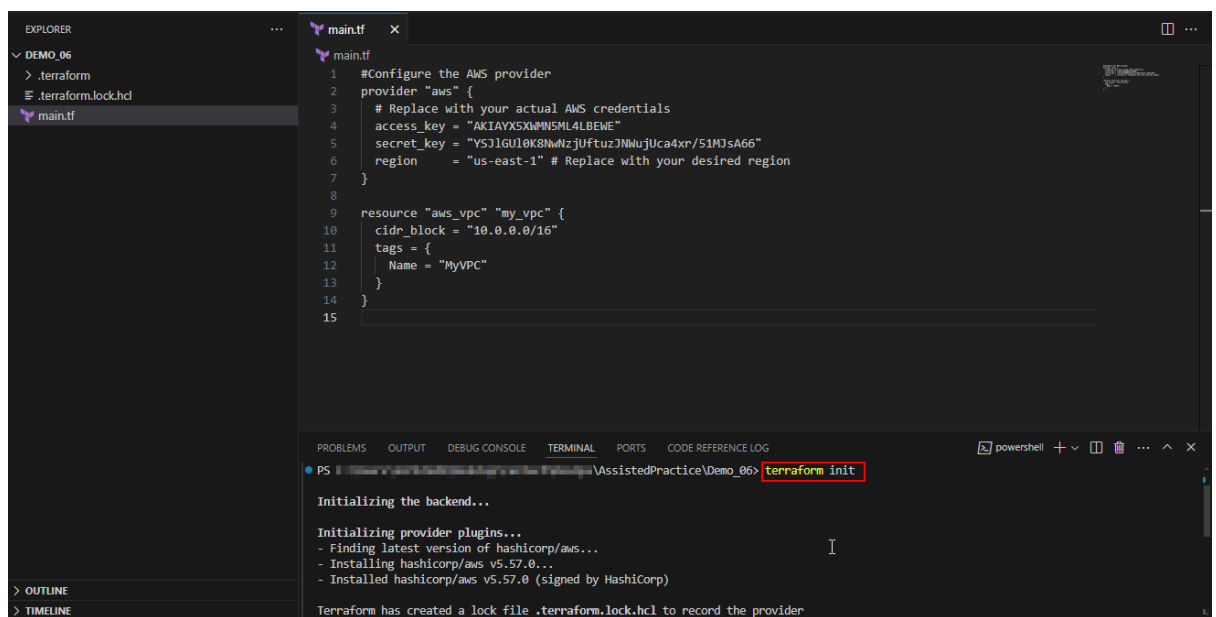 EXPLORER
DEMO_06
.terraform
.terraform.lock.hcl
main.tf
OUTLINE
TIMELINE
main.tf
main.tf
1 #Configure the AWS provider
2 provider "aws" {
3 # Replace with your actual AWS credentials
4 access_key = "AKIAYX5XWMN5ML4LBEWE"
5 secret_key = "YSJlGUl0K8NwNzjUftuzJNWujUca4xr/51MJsA66"
6 region = "us-east-1" # Replace with your desired region
7 }
8
9 resource "aws_vpc" "my_vpc" {
10 cidr_block = "10.0.0.0/16"
11 tags = {
12 Name = "MyVPC"
13 }
14 }
15
PROBLEMS OUTPUT DEBUG CONSOLE TERMINAL PORTS CODE REFERENCE LOG powershell
PS \AssistedPractice\Demo_06> terraform init
Initializing the backend...
Initializing provider plugins...
- Finding latest version of hashicorp/aws...
- Installing hashicorp/aws v5.57.0...
- Installed hashicorp/aws v5.57.0 (signed by HashiCorp)
Terraform has created a lock file .terraform.lock.hcl to record the provider